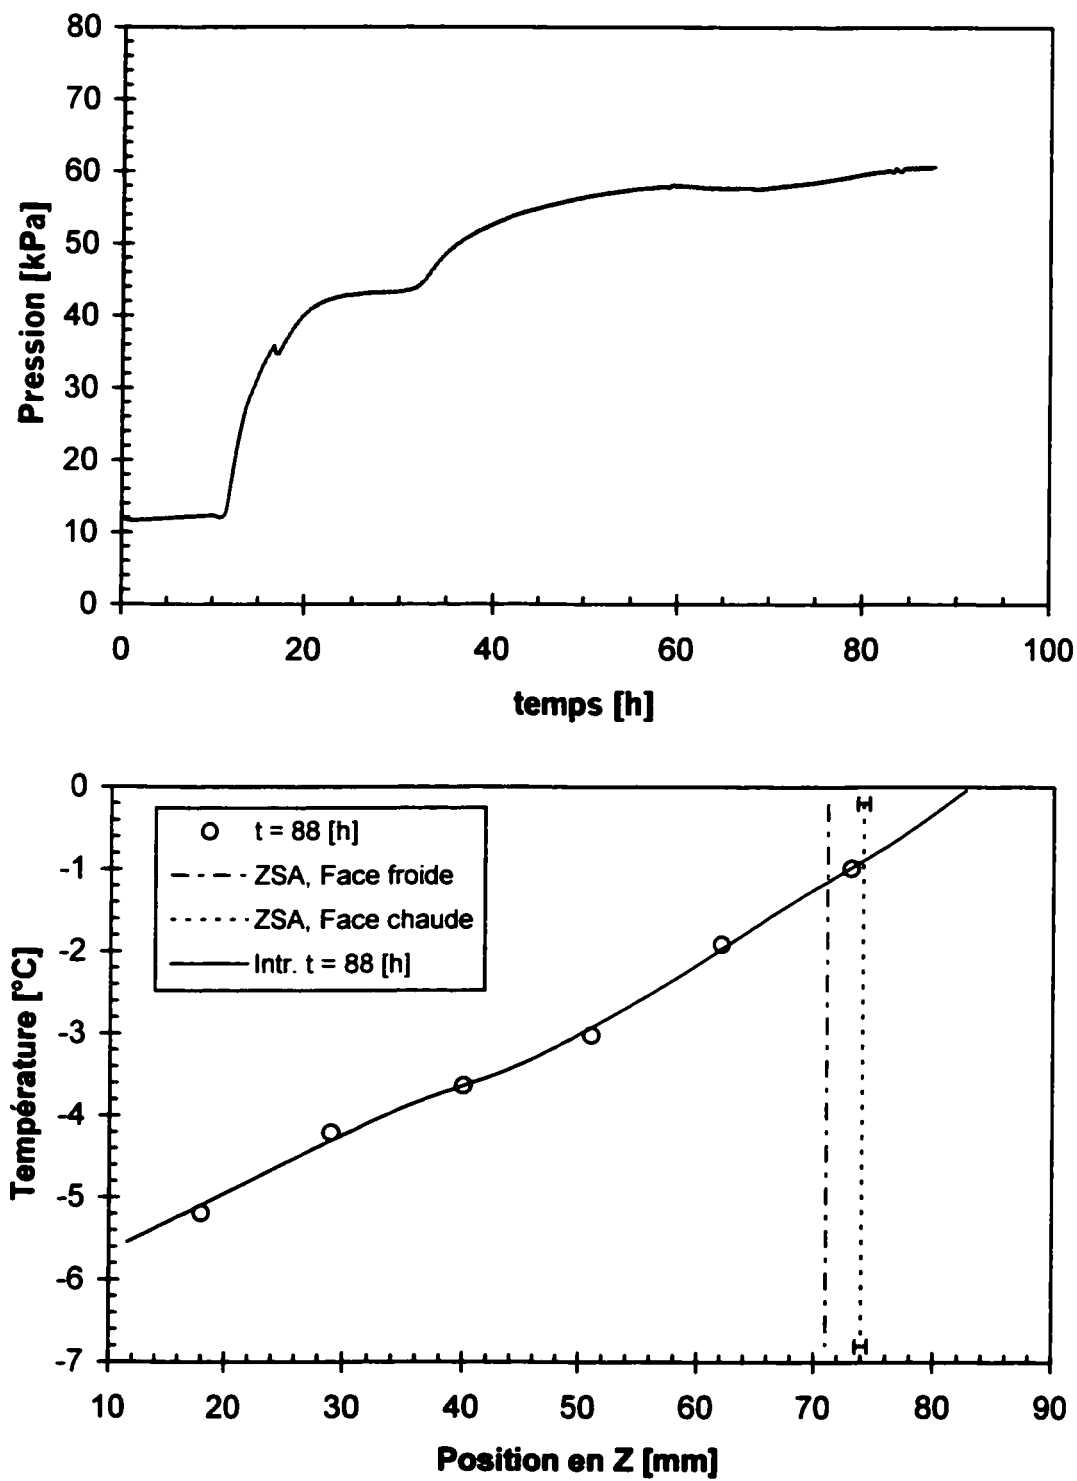 80
70
60
50
40
30
20
10
0
Pression [kPa]
0 20 40 60 80 100
temps [h]
0
-1
-2
-3
-4
-5
-6
-7
Température [°C]
t = 88 [h]
ZSA, Face froide
ZSA, Face chaude
Intr. t = 88 [h]
10 20 30 40 50 60 70 80 90
Position en Z [mm]